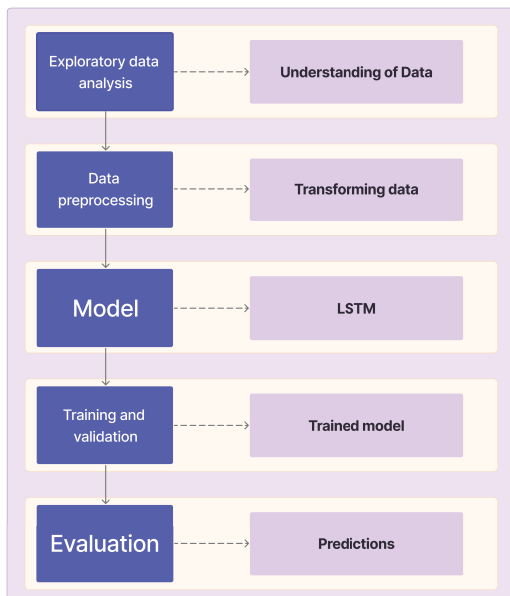 Exploratory data
analysis
Understanding of Data
Data
preprocessing
Transforming data
Model
LSTM
Training and
validation
Trained model
Evaluation
Predictions